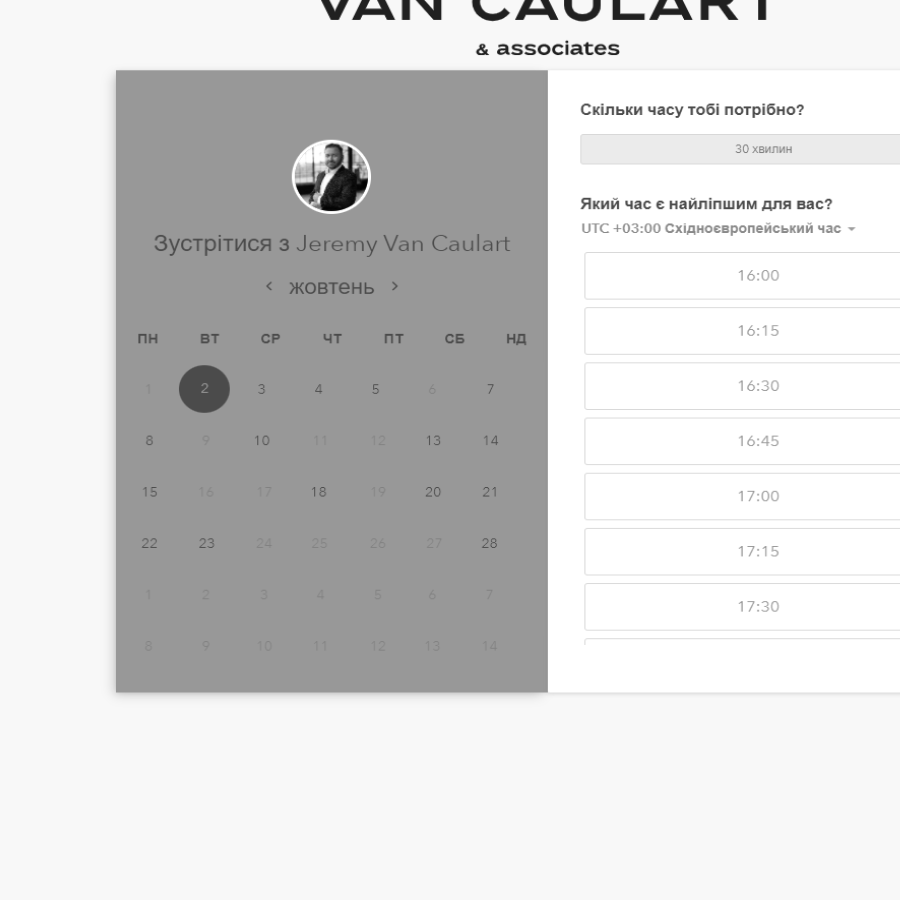 VAN CAULART
& associates
Зустрітися з Jeremy Van Caulart
жовтень
ПН ВТ СР ЧТ ПТ СБ НД
1 2 3 4 5 6 7
8 9 10 11 12 13 14
15 16 17 18 19 20 21
22 23 24 25 26 27 28
1 2 3 4 5 6 7
8 9 10 11 12 13 14
Скільки часу тобі потрібно?
30 хвилин
Який час є найліпшим для вас?
UTC +03:00 Східноєвропейський час
16:00
16:15
16:30
16:45
17:00
17:15
17:30